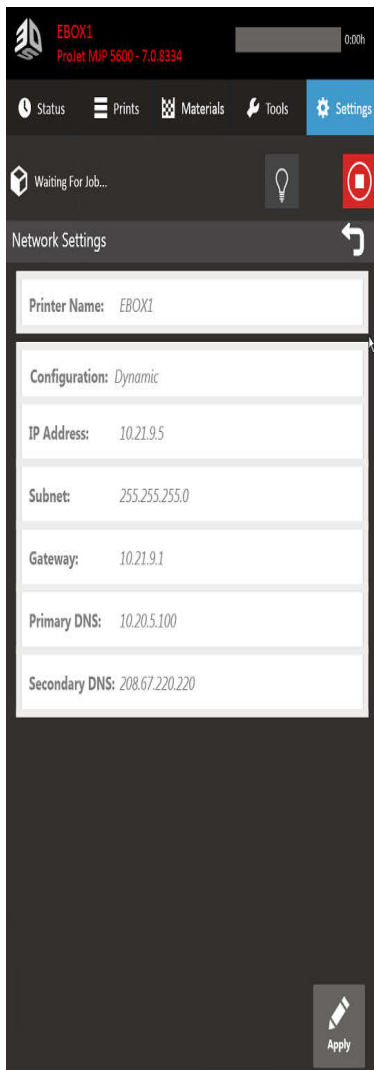 3D
EBOX1
ProJet MJP 5600 - 7.0.8334
0:00h
Status Prints Materials Tools Settings
Waiting For Job...
Network Settings
Printer Name: EBOX1
Configuration: Dynamic
IP Address: 10.21.9.5
Subnet: 255.255.255.0
Gateway: 10.21.9.1
Primary DNS: 10.20.5.100
Secondary DNS: 208.67.220.220
Apply